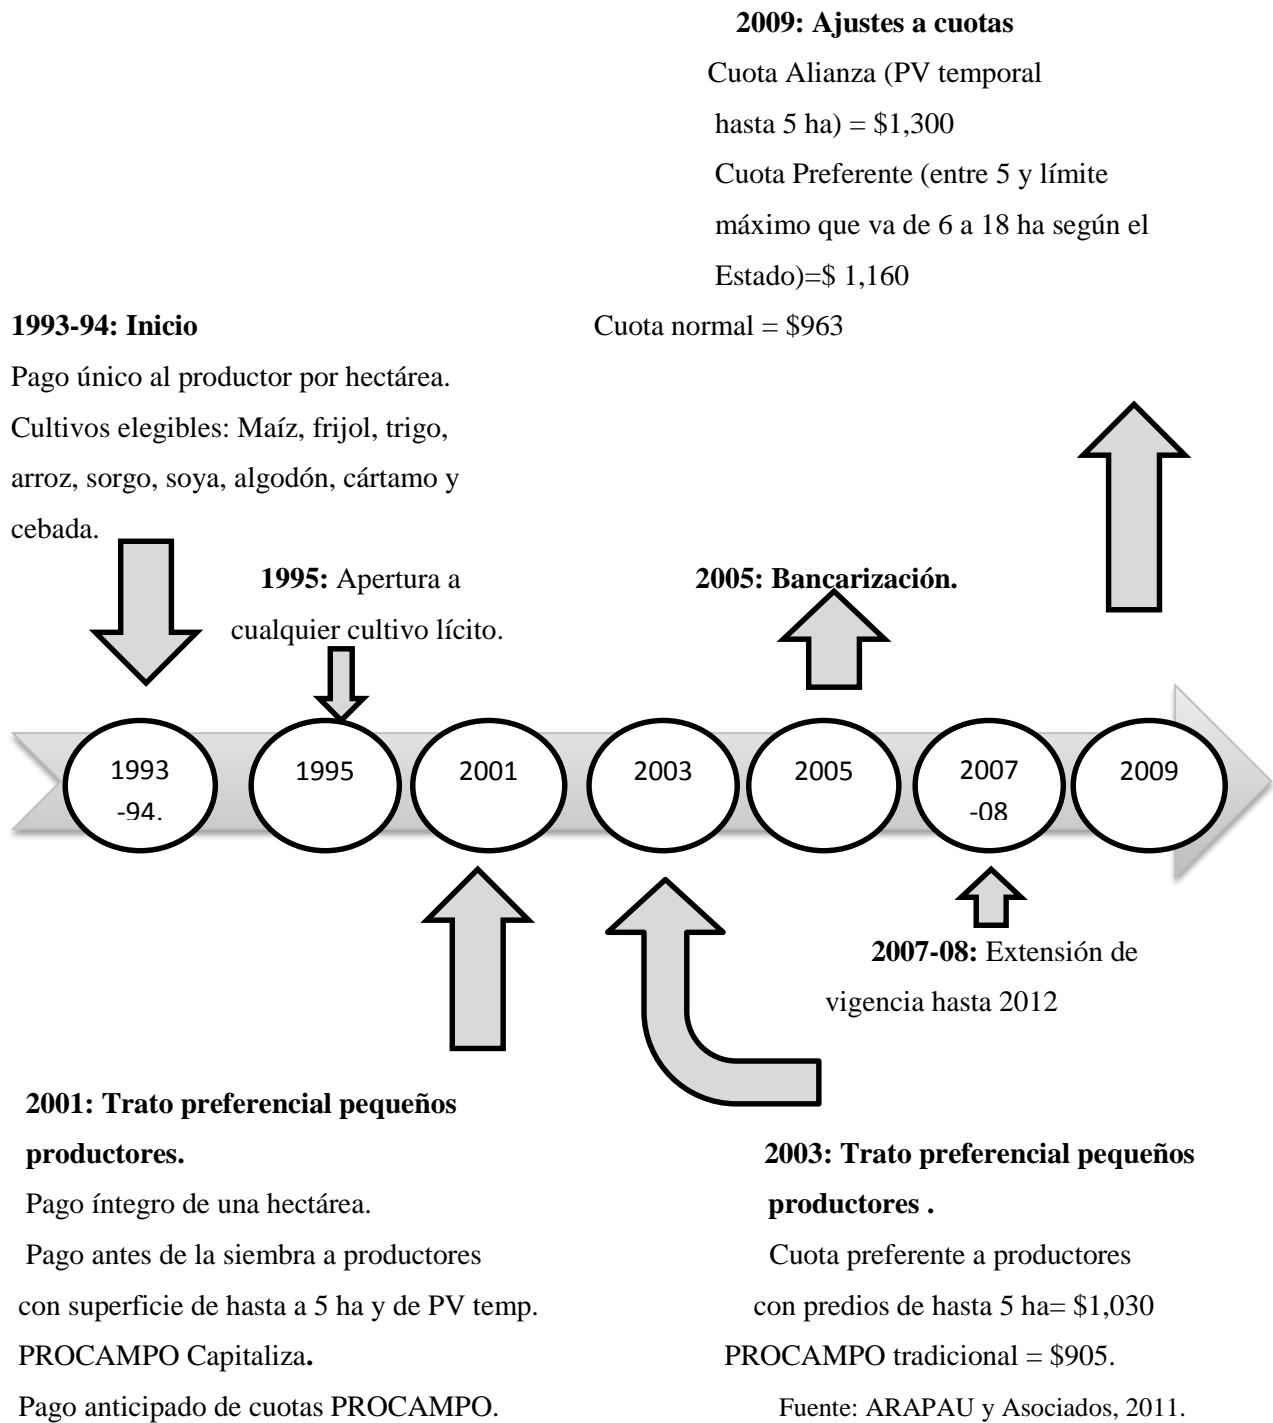 2009: Ajustes a cuotas
Cuota Alianza (PV temporal
hasta 5 ha) = $1,300
Cuota Preferente (entre 5 y límite
máximo que va de 6 a 18 ha según el
Estado)=$ 1,160
Cuota normal = $963
1993-94: Inicio
Pago único al productor por hectárea.
Cultivos elegibles: Maíz, frijol, trigo,
arroz, sorgo, soya, algodón, cártamo y
cebada.
1995: Apertura a
cualquier cultivo lícito.
2005: Bancarización.
1993
-94.
1995
2001
2003
2005
2007
-08
2009
2007-08: Extensión de
vigencia hasta 2012
2001: Trato preferencial pequeños
productores.
Pago íntegro de una hectárea.
Pago antes de la siembra a productores
con superficie de hasta a 5 ha y de PV temp.
PROCAMPO Capitaliza.
Pago anticipado de cuotas PROCAMPO.
2003: Trato preferencial pequeños
productores .
Cuota preferente a productores
con predios de hasta 5 ha= $1,030
PROCAMPO tradicional = $905.
Fuente: ARAPAU y Asociados, 2011.